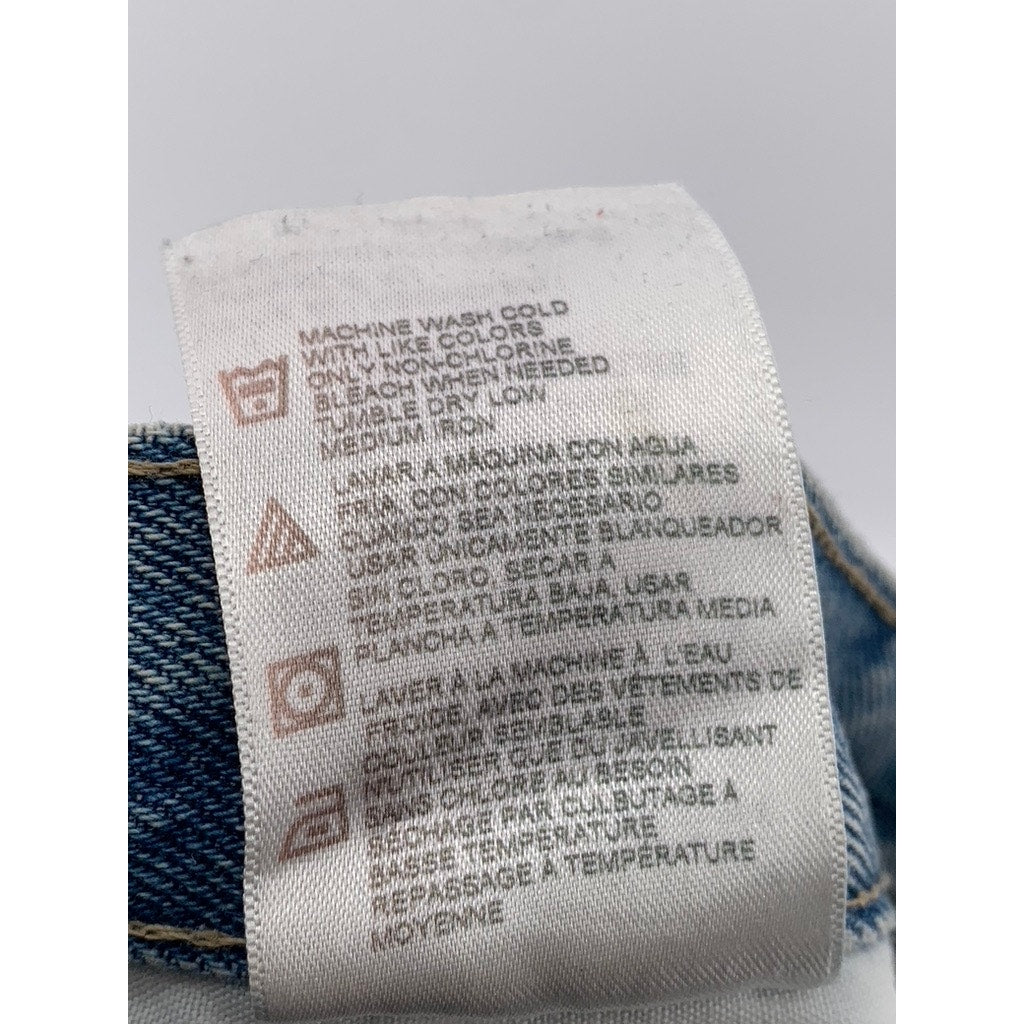 MACHINE WASH COLD
WITH LIKE COLORS
ONLY NON-CHLORINE
BLEACH WHEN NEEDED
TUMBLE DRY LOW
MEDIUM IRON
LAVAR A MÁQUINA CON AGUA
FRIA, CON COLORES SIMILARES
CUANDO SEA NECESARIO
USAR ÚNICAMENTE BLANQUEADOR
SIN CLORO, SECAR A
TEMPERATURA BAJA, USAR
PLANCHA A TEMPERATURA MEDIA
LAVER À LA MACHINE À L'EAU
FROIDE, AVEC DES VÊTEMENTS DE
COULEUR SEMBLABLE
N'UTILISER QUE DU JAVELLISANT
SANS CHLORE AU BESOIN
SÉCHAGE PAR CULBUTAGE À
BASSE TEMPÉRATURE
REPASSAGE À TEMPÉRATURE
MOYENNE